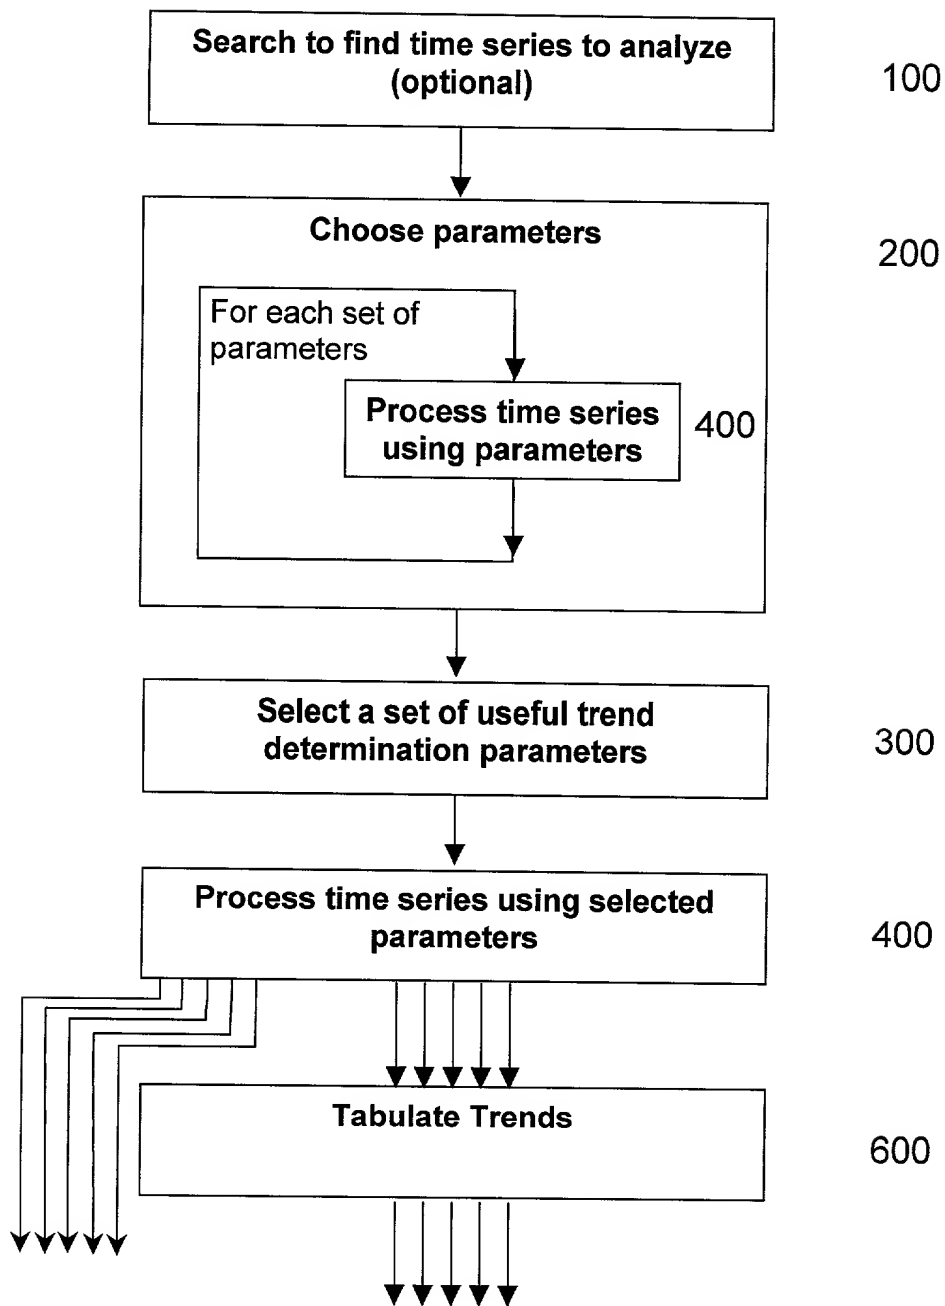 Search to find time series to analyze
(optional)
100
Choose parameters
200
For each set of
parameters
Process time series
using parameters
400
Select a set of useful trend
determination parameters
300
Process time series using selected
parameters
400
Tabulate Trends
600